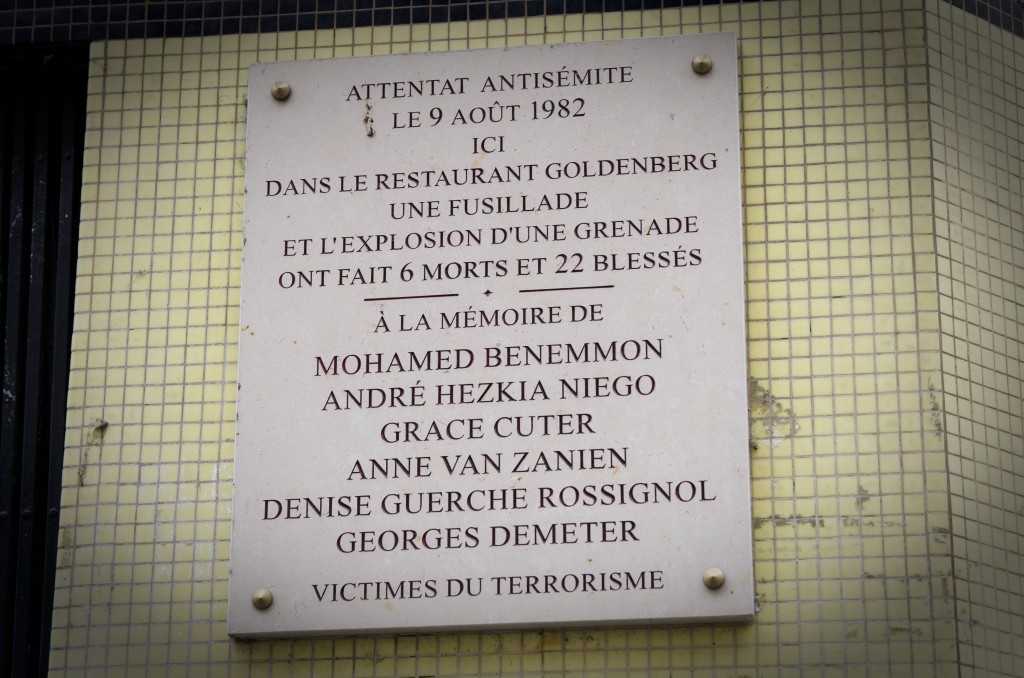 ATTENTAT ANTISÉMITE
LE 9 AOÛT 1982
ICI
DANS LE RESTAURANT GOLDENBERG
UNE FUSILLADE
ET L'EXPLOSION D'UNE GRENADE
ONT FAIT 6 MORTS ET 22 BLESSÉS
À LA MÉMOIRE DE
MOHAMED BENEMMON
ANDRÉ HEZKIA NIEGO
GRACE CUTER
ANNE VAN ZANIEN
DENISE GUERCHE ROSSIGNOL
GEORGES DEMETER
VICTIMES DU TERRORISME